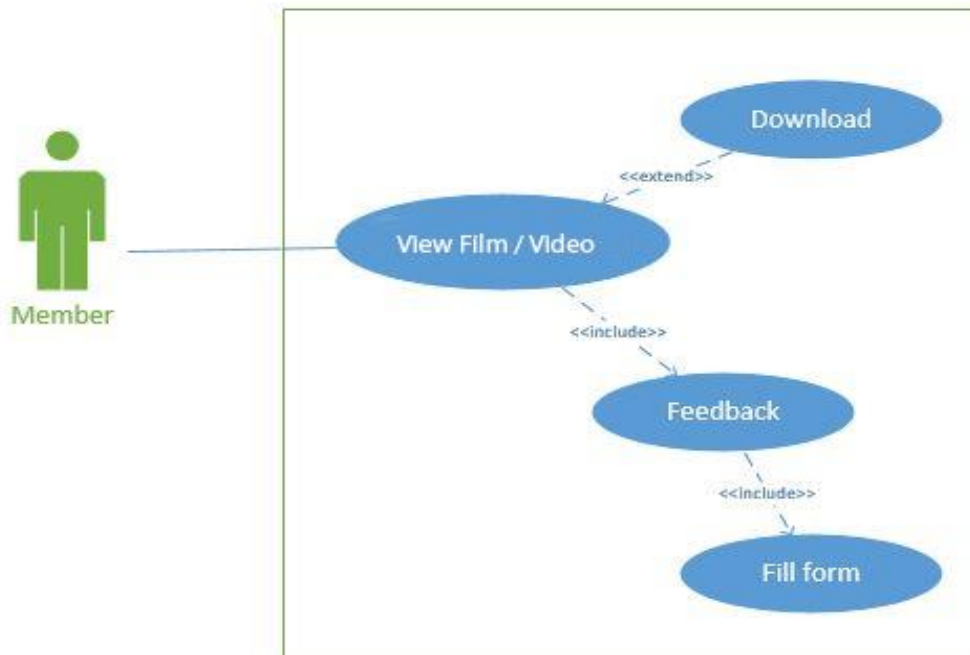 Download
<<extend>>
View Film / Video
Member
<<include>>
Feedback
<<include>>
Fill form